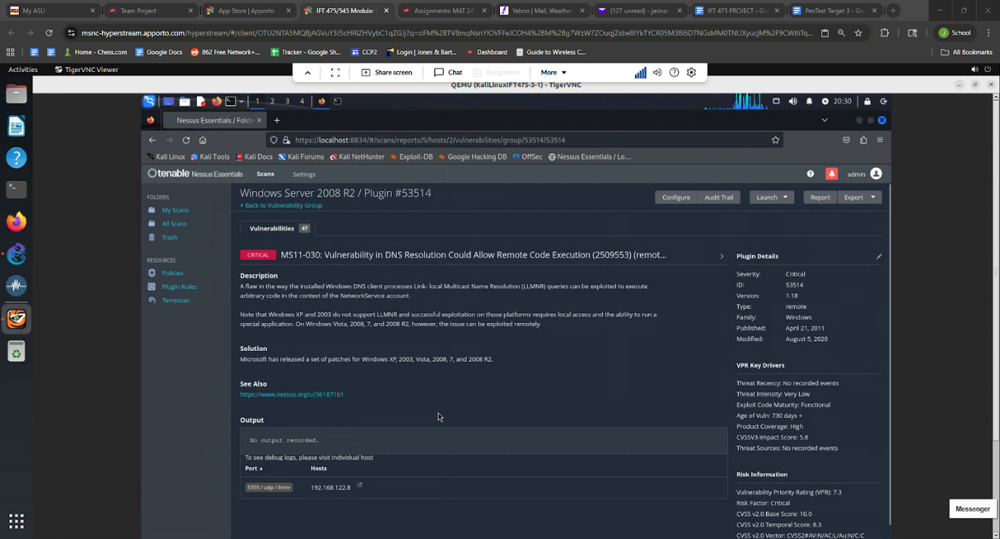 My ASU
Team Project
App Store | Apporto
IFT 475/545 Modular C
Assignments: MAT 24
Yahoo | Mail, Weather
(127 unread) - jarina
IFT 475 PROJECT - Go
PenTest Target 3 - Goo
School
Home - Chess.com
Google Docs
862 Free Network+...
Tracker - Google Sh...
CCP2
Login | Jones & Bart...
Dashboard
Guide to Wireless C...
All Bookmarks
Activities
TigerVNC Viewer
Share screen
Chat
Assignment
More
QEMU (KaliLinuxIFT475-3-1) - TigerVNC
1 2 3 4
20:30
Nessus Essentials / Folde
https://localhost:8834/#/scans/reports/5/hosts/2/vulnerabilities/group/53514/53514
Kali Linux
Kali Tools
Kali Docs
Kali Forums
Kali NetHunter
Exploit-DB
Google Hacking DB
OffSec
Nessus Essentials / Lo...
tenable Nessus Essentials
Scans
Settings
admin
FOLDERS
My Scans
All Scans
Trash
RESOURCES
Policies
Plugin Rules
Terrascan
Windows Server 2008 R2 / Plugin #53514
Back to Vulnerability Group
Configure
Audit Trail
Launch
Report
Export
Vulnerabilities 47
CRITICAL MS11-030: Vulnerability in DNS Resolution Could Allow Remote Code Execution (2509553) (remot...
Description
A flaw in the way the installed Windows DNS client processes Link- local Multicast Name Resolution (LLMNR) queries can be exploited to execute
arbitrary code in the context of the NetworkService account.
Note that Windows XP and 2003 do not support LLMNR and successful exploitation on those platforms requires local access and the ability to run a
special application. On Windows Vista, 2008, 7, and 2008 R2, however, the issue can be exploited remotely.
Solution
Microsoft has released a set of patches for Windows XP, 2003, Vista, 2008, 7, and 2008 R2.
See Also
https://www.nessus.org/u?361871b1
Output
No output recorded.
To see debug logs, please visit individual host
Port
Hosts
5355 / udp / llmnr
192.168.122.8
Plugin Details
Severity: Critical
ID: 53514
Version: 1.18
Type: remote
Family: Windows
Published: April 21, 2011
Modified: August 5, 2020
VPR Key Drivers
Threat Recency: No recorded events
Threat Intensity: Very Low
Exploit Code Maturity: Functional
Age of Vuln: 730 days +
Product Coverage: High
CVSSV3 Impact Score: 5.8
Threat Sources: No recorded events
Risk Information
Vulnerability Priority Rating (VPR): 7.3
Risk Factor: Critical
CVSS v2.0 Base Score: 10.0
CVSS v2.0 Temporal Score: 8.3
CVSS v2.0 Vector: CVSS2#AV:N/AC:L/Au:N/C:C
Messenger